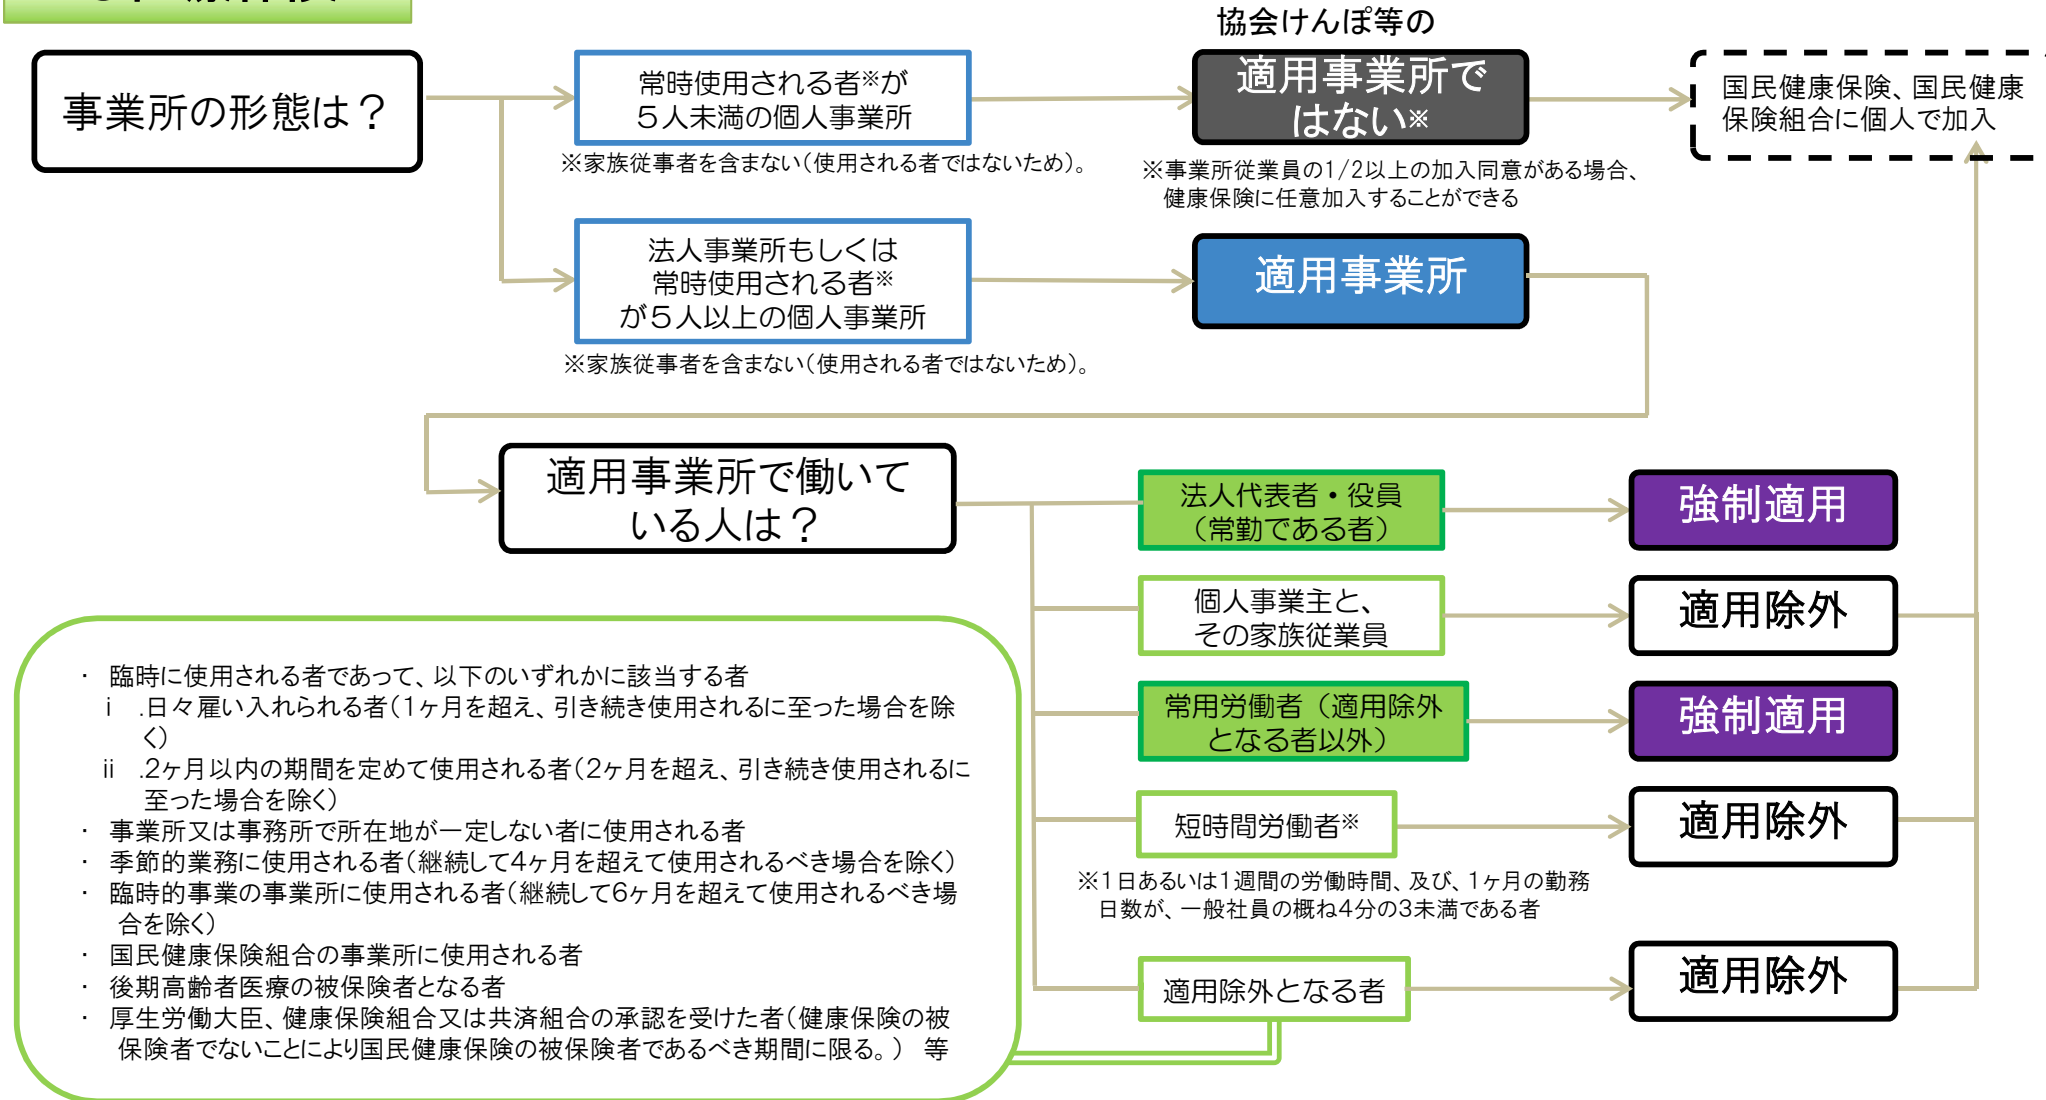 事業所の形態は？
常時使用される者※が
５人未満の個人事業所
※家族従事者を含まない（使用される者ではないため）。
協会けんぽ等の
適用事業所で
はない※
※事業所従業員の1/2以上の加入同意がある場合、
健康保険に任意加入することができる
国民健康保険、国民健康
保険組合に個人で加入
法人事業所もしくは
常時使用される者※
が５人以上の個人事業所
※家族従事者を含まない（使用される者ではないため）。
適用事業所
適用事業所で働いて
いる人は？
法人代表者・役員
（常勤である者）
強制適用
個人事業主と、
その家族従業員
適用除外
常用労働者（適用除外
となる者以外）
強制適用
短時間労働者※
適用除外
※1日あるいは1週間の労働時間、及び、1ヶ月の勤務
日数が、一般社員の概ね4分の3未満である者
適用除外となる者
適用除外
・ 臨時に使用される者であって、以下のいずれかに該当する者
ⅰ .日々雇い入れられる者（1ヶ月を超え、引き続き使用されるに至った場合を除
く）
ⅱ .2ヶ月以内の期間を定めて使用される者（2ヶ月を超え、引き続き使用されるに
至った場合を除く）
・ 事業所又は事務所で所在地が一定しない者に使用される者
・ 季節的業務に使用される者（継続して4ヶ月を超えて使用されるべき場合を除く）
・ 臨時的事業の事業所に使用される者（継続して6ヶ月を超えて使用されるべき場
合を除く）
・ 国民健康保険組合の事業所に使用される者
・ 後期高齢者医療の被保険者となる者
・ 厚生労働大臣、健康保険組合又は共済組合の承認を受けた者（健康保険の被
保険者でないことにより国民健康保険の被保険者であるべき期間に限る。） 等